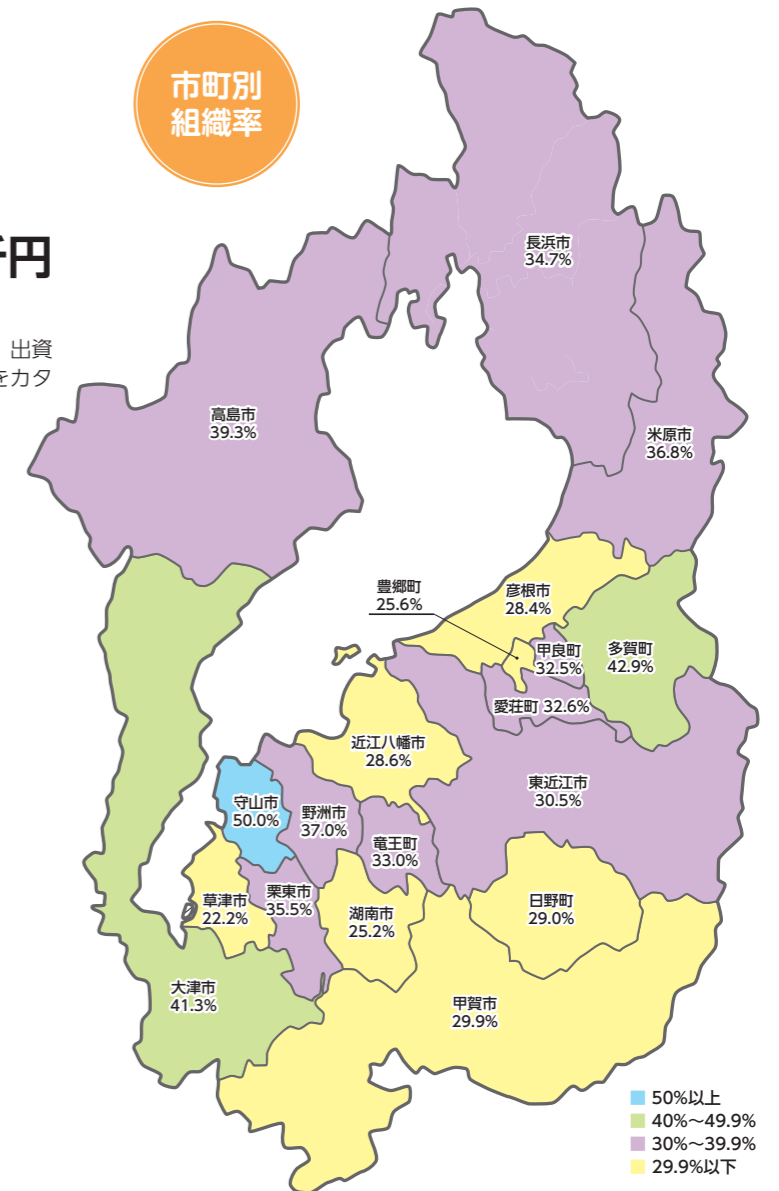 市町別
組織率
千円
出資
をカタ
長浜市
34.7%
高島市
39.3%
米原市
36.8%
豊郷町
25.6%
彦根市
28.4%
甲良町
32.5%
多賀町
42.9%
愛荘町 32.6%
近江八幡市
28.6%
東近江市
30.5%
守山市
50.0%
野洲市
37.0%
竜王町
33.0%
草津市
22.2%
栗東市
35.5%
湖南市
25.2%
日野町
29.0%
大津市
41.3%
甲賀市
29.9%
50%以上
40%〜49.9%
30%〜39.9%
29.9%以下